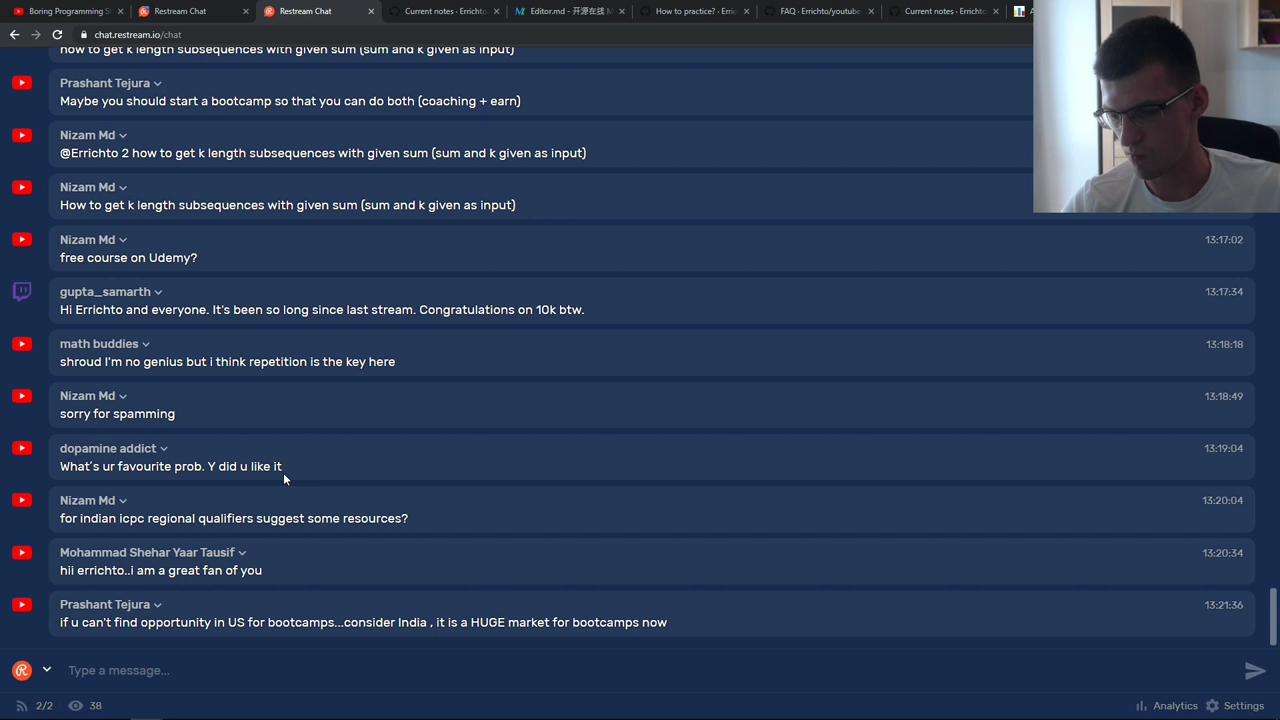 Boring Programming St
Restream Chat
Restream Chat
Current notes · Erricht
Editor.md - 开源在线 M
How to practice? · Erric
FAQ · Errichto/youtube
Current notes · Erricht
chat.restream.io/chat
how to get k length subsequences with given sum (sum and k given as input)
Prashant Tejura
Maybe you should start a bootcamp so that you can do both (coaching + earn)
Nizam Md
@Errichto 2 how to get k length subsequences with given sum (sum and k given as input)
Nizam Md
How to get k length subsequences with given sum (sum and k given as input)
Nizam Md 13:17:02
free course on Udemy?
gupta_samarth 13:17:34
Hi Errichto and everyone. It's been so long since last stream. Congratulations on 10k btw.
math buddies 13:18:18
shroud I'm no genius but i think repetition is the key here
Nizam Md 13:18:49
sorry for spamming
dopamine addict 13:19:04
What's ur favourite prob. Y did u like it
Nizam Md 13:20:04
for indian icpc regional qualifiers suggest some resources?
Mohammad Shehar Yaar Tausif 13:20:34
hii errichto..i am a great fan of you
Prashant Tejura 13:21:36
if u can't find opportunity in US for bootcamps...consider India , it is a HUGE market for bootcamps now
Type a message...
2/2 38 Analytics Settings